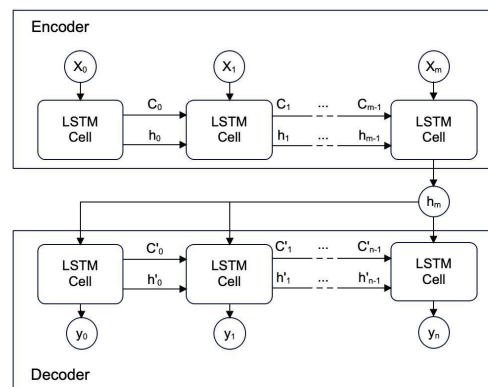 Encoder
X₀ X₁ Xₘ
C₀ C₁ ... Cₘ₋₁
LSTM Cell LSTM Cell LSTM Cell
h₀ h₁ ... hₘ₋₁
hₘ
C'₀ C'₁ ... C'ₙ₋₁
LSTM Cell LSTM Cell LSTM Cell
h'₀ h'₁ ... h'ₙ₋₁
y₀ y₁ yₙ
Decoder